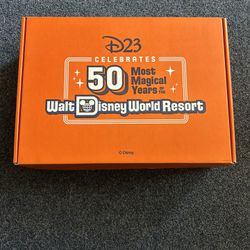 D23
CELEBRATES
50 Most
Magical
Years OF THE
Walt Disney World Resort
© Disney